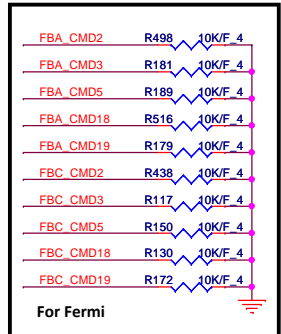 FBA_CMD2 R498 10K/F_4
FBA_CMD3 R181 10K/F_4
FBA_CMD5 R189 10K/F_4
FBA_CMD18 R516 10K/F_4
FBA_CMD19 R179 10K/F_4
FBC_CMD2 R438 10K/F_4
FBC_CMD3 R117 10K/F_4
FBC_CMD5 R150 10K/F_4
FBC_CMD18 R130 10K/F_4
FBC_CMD19 R172 10K/F_4
For Fermi